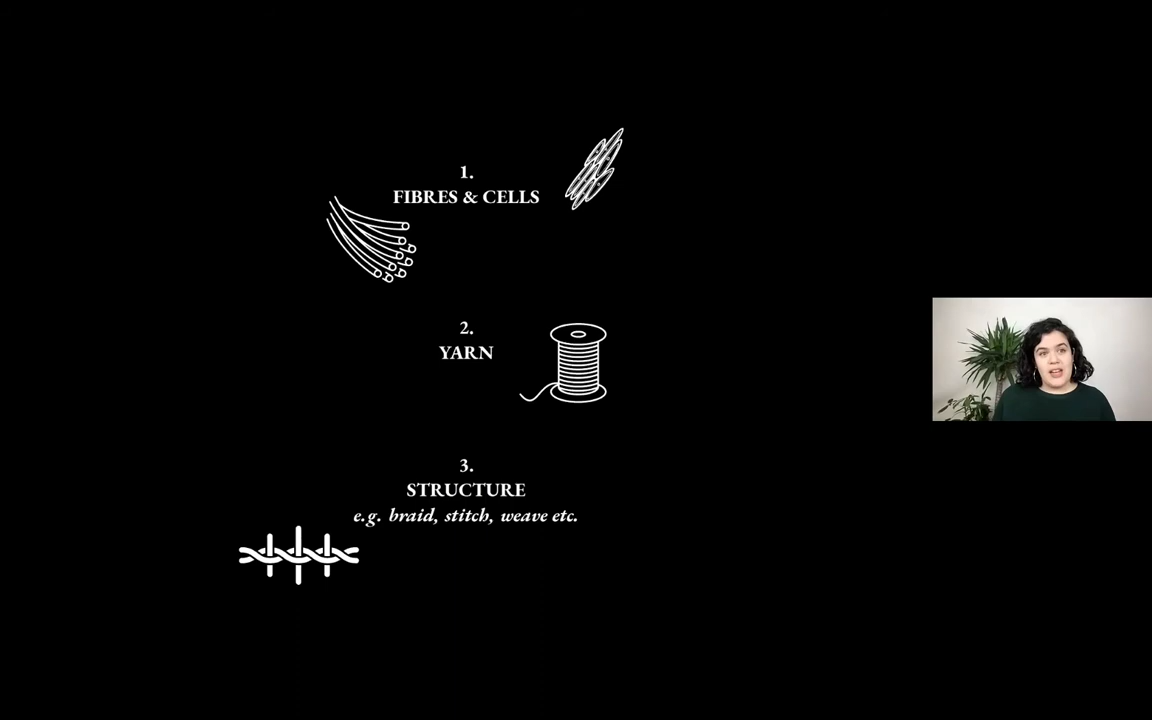 1.
FIBRES & CELLS
2.
YARN
3.
STRUCTURE
e.g. braid, stitch, weave etc.